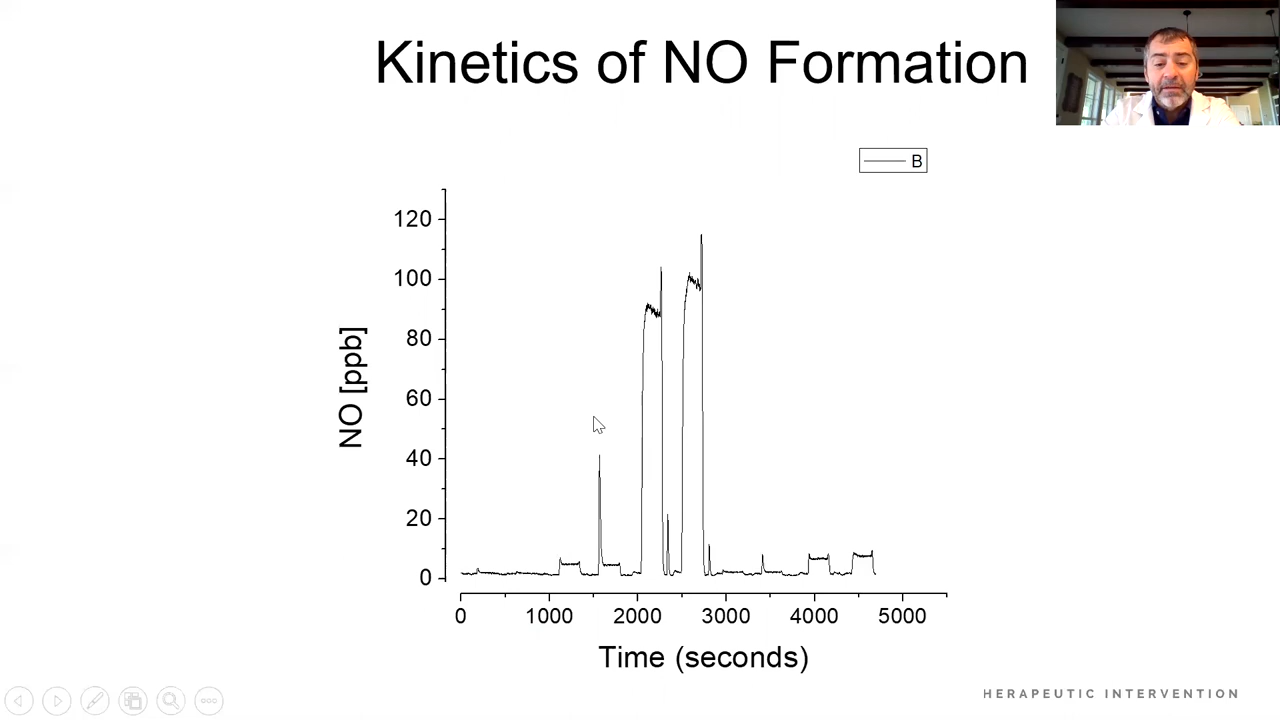 Kinetics of NO Formation
B
120
100
80
60
40
20
0
NO [ppb]
0 1000 2000 3000 4000 5000
Time (seconds)
HERAPEUTIC INTERVENTION